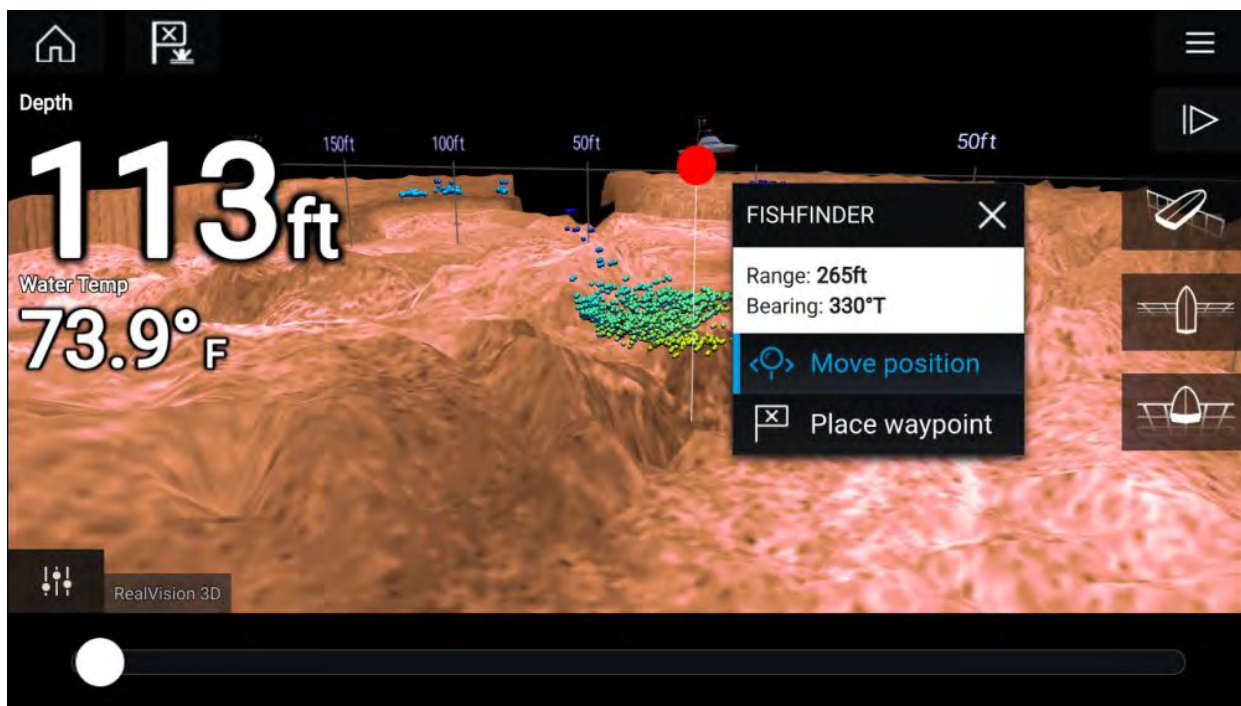 Depth
113ft
Water Temp
73.9°F
150ft
100ft
50ft
50ft
FISHFINDER
Range: 265ft
Bearing: 330°T
Move position
Place waypoint
RealVision 3D